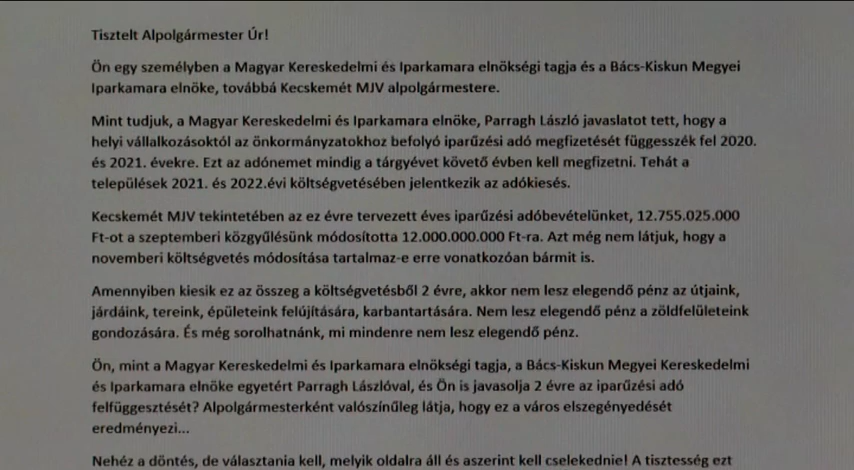 Tisztelt Alpolgármester Úr!
Ön egy személyben a Magyar Kereskedelmi és Iparkamara elnökségi tagja és a Bács-Kiskun Megyei
Iparkamara elnöke, továbbá Kecskemét MJV alpolgármestere.
Mint tudjuk, a Magyar Kereskedelmi és Iparkamara elnöke, Parragh László javaslatot tett, hogy a
helyi vállalkozásoktól az önkormányzatokhoz befolyó iparűzési adó megfizetését függesszék fel 2020.
és 2021. évekre. Ezt az adónemet mindig a tárgyévet követő évben kell megfizetni. Tehát a
települések 2021. és 2022.évi költségvetésében jelentkezik az adókiesés.
Kecskemét MJV tekintetében az ez évre tervezett éves iparűzési adóbevételünket, 12.755.025.000
Ft-ot a szeptemberi közgyűlésünk módosította 12.000.000.000 Ft-ra. Azt még nem látjuk, hogy a
novemberi költségvetés módosítása tartalmaz-e erre vonatkozóan bármit is.
Amennyiben kiesik ez az összeg a költségvetésből 2 évre, akkor nem lesz elegendő pénz az útjaink,
járdáink, tereink, épületeink felújítására, karbantartására. Nem lesz elegendő pénz a zöldfelületeink
gondozására. És még sorolhatnánk, mi mindenre nem lesz elegendő pénz.
Ön, mint a Magyar Kereskedelmi és Iparkamara elnökségi tagja, a Bács-Kiskun Megyei Kereskedelmi
és Iparkamara elnöke egyetért Parragh Lászlóval, és Ön is javasolja 2 évre az iparűzési adó
felfüggesztését? Alpolgármesterként valószínűleg látja, hogy ez a város elszegényedését
eredményezi...
Nehéz a döntés, de választania kell, melyik oldalra áll és aszerint kell cselekednie! A tisztesség ezt